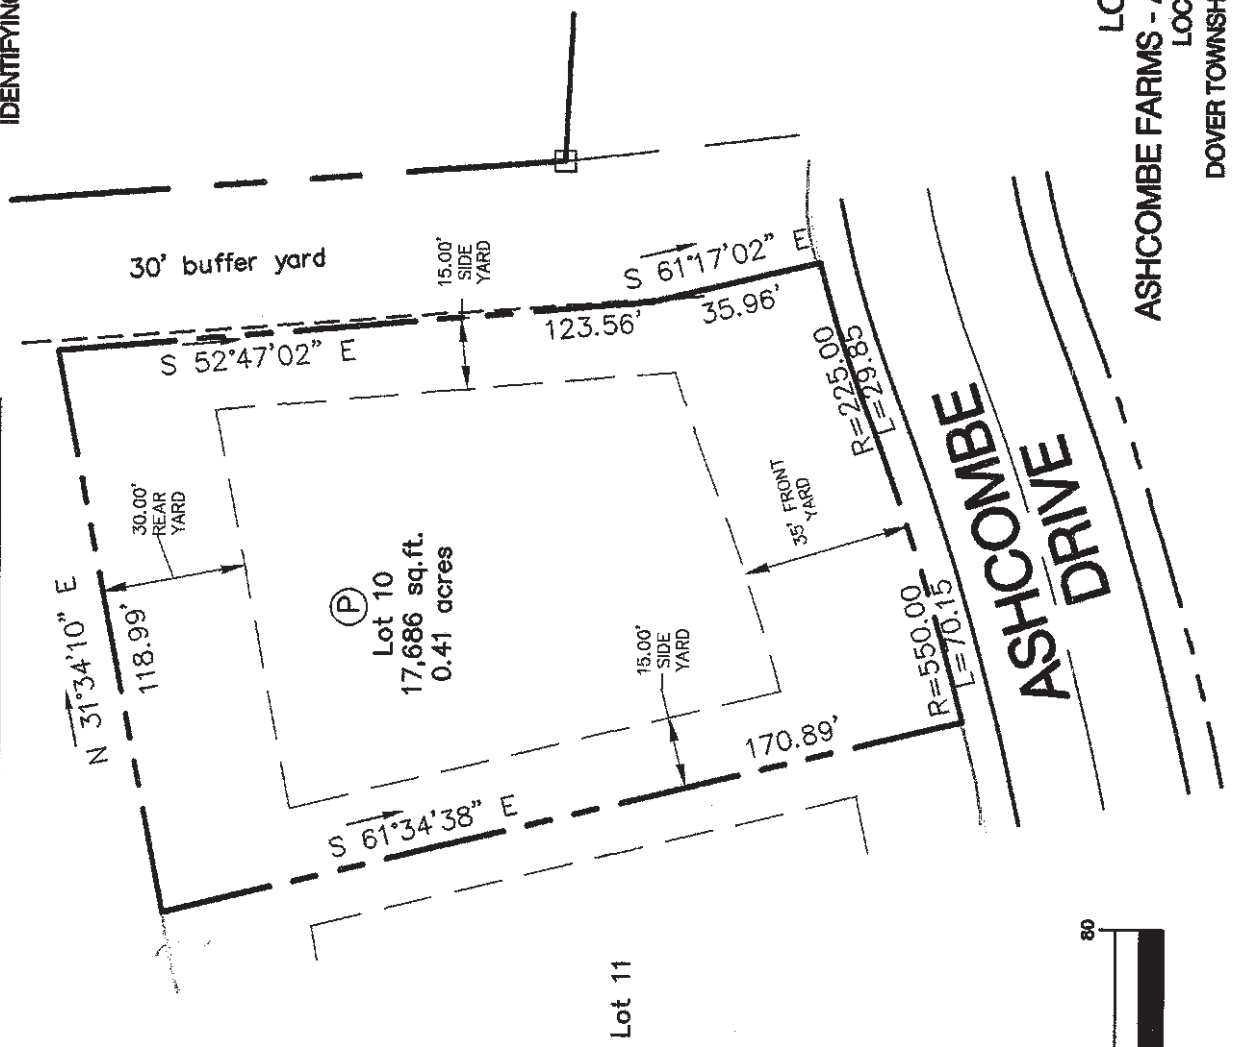 IDENTIFYING
30' buffer yard
15.00'
SIDE
YARD
S 61°17'02" E
35.96'
S 52°47'02" E
123.56'
N 31°34'10" E
118.99'
30.00'
REAR
YARD
P
Lot 10
17,686 sq.ft.
0.41 acres
R=225.00
L=29.85
35' FRONT
YARD
15.00'
SIDE
YARD
R=550.00
L=70.15
S 61°34'38" E
170.89'
ASHCOMBE
DRIVE
Lot 11
80
LO
ASHCOMBE FARMS -
LOC
DOVER TOWNSH